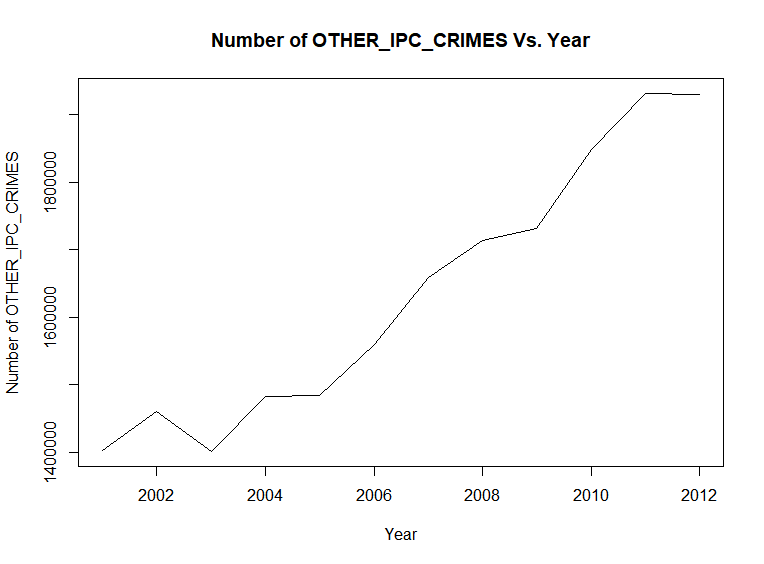 Number of OTHER_IPC_CRIMES Vs. Year
Number of OTHER_IPC_CRIMES
1800000
1600000
1400000
2002 2004 2006 2008 2010 2012
Year